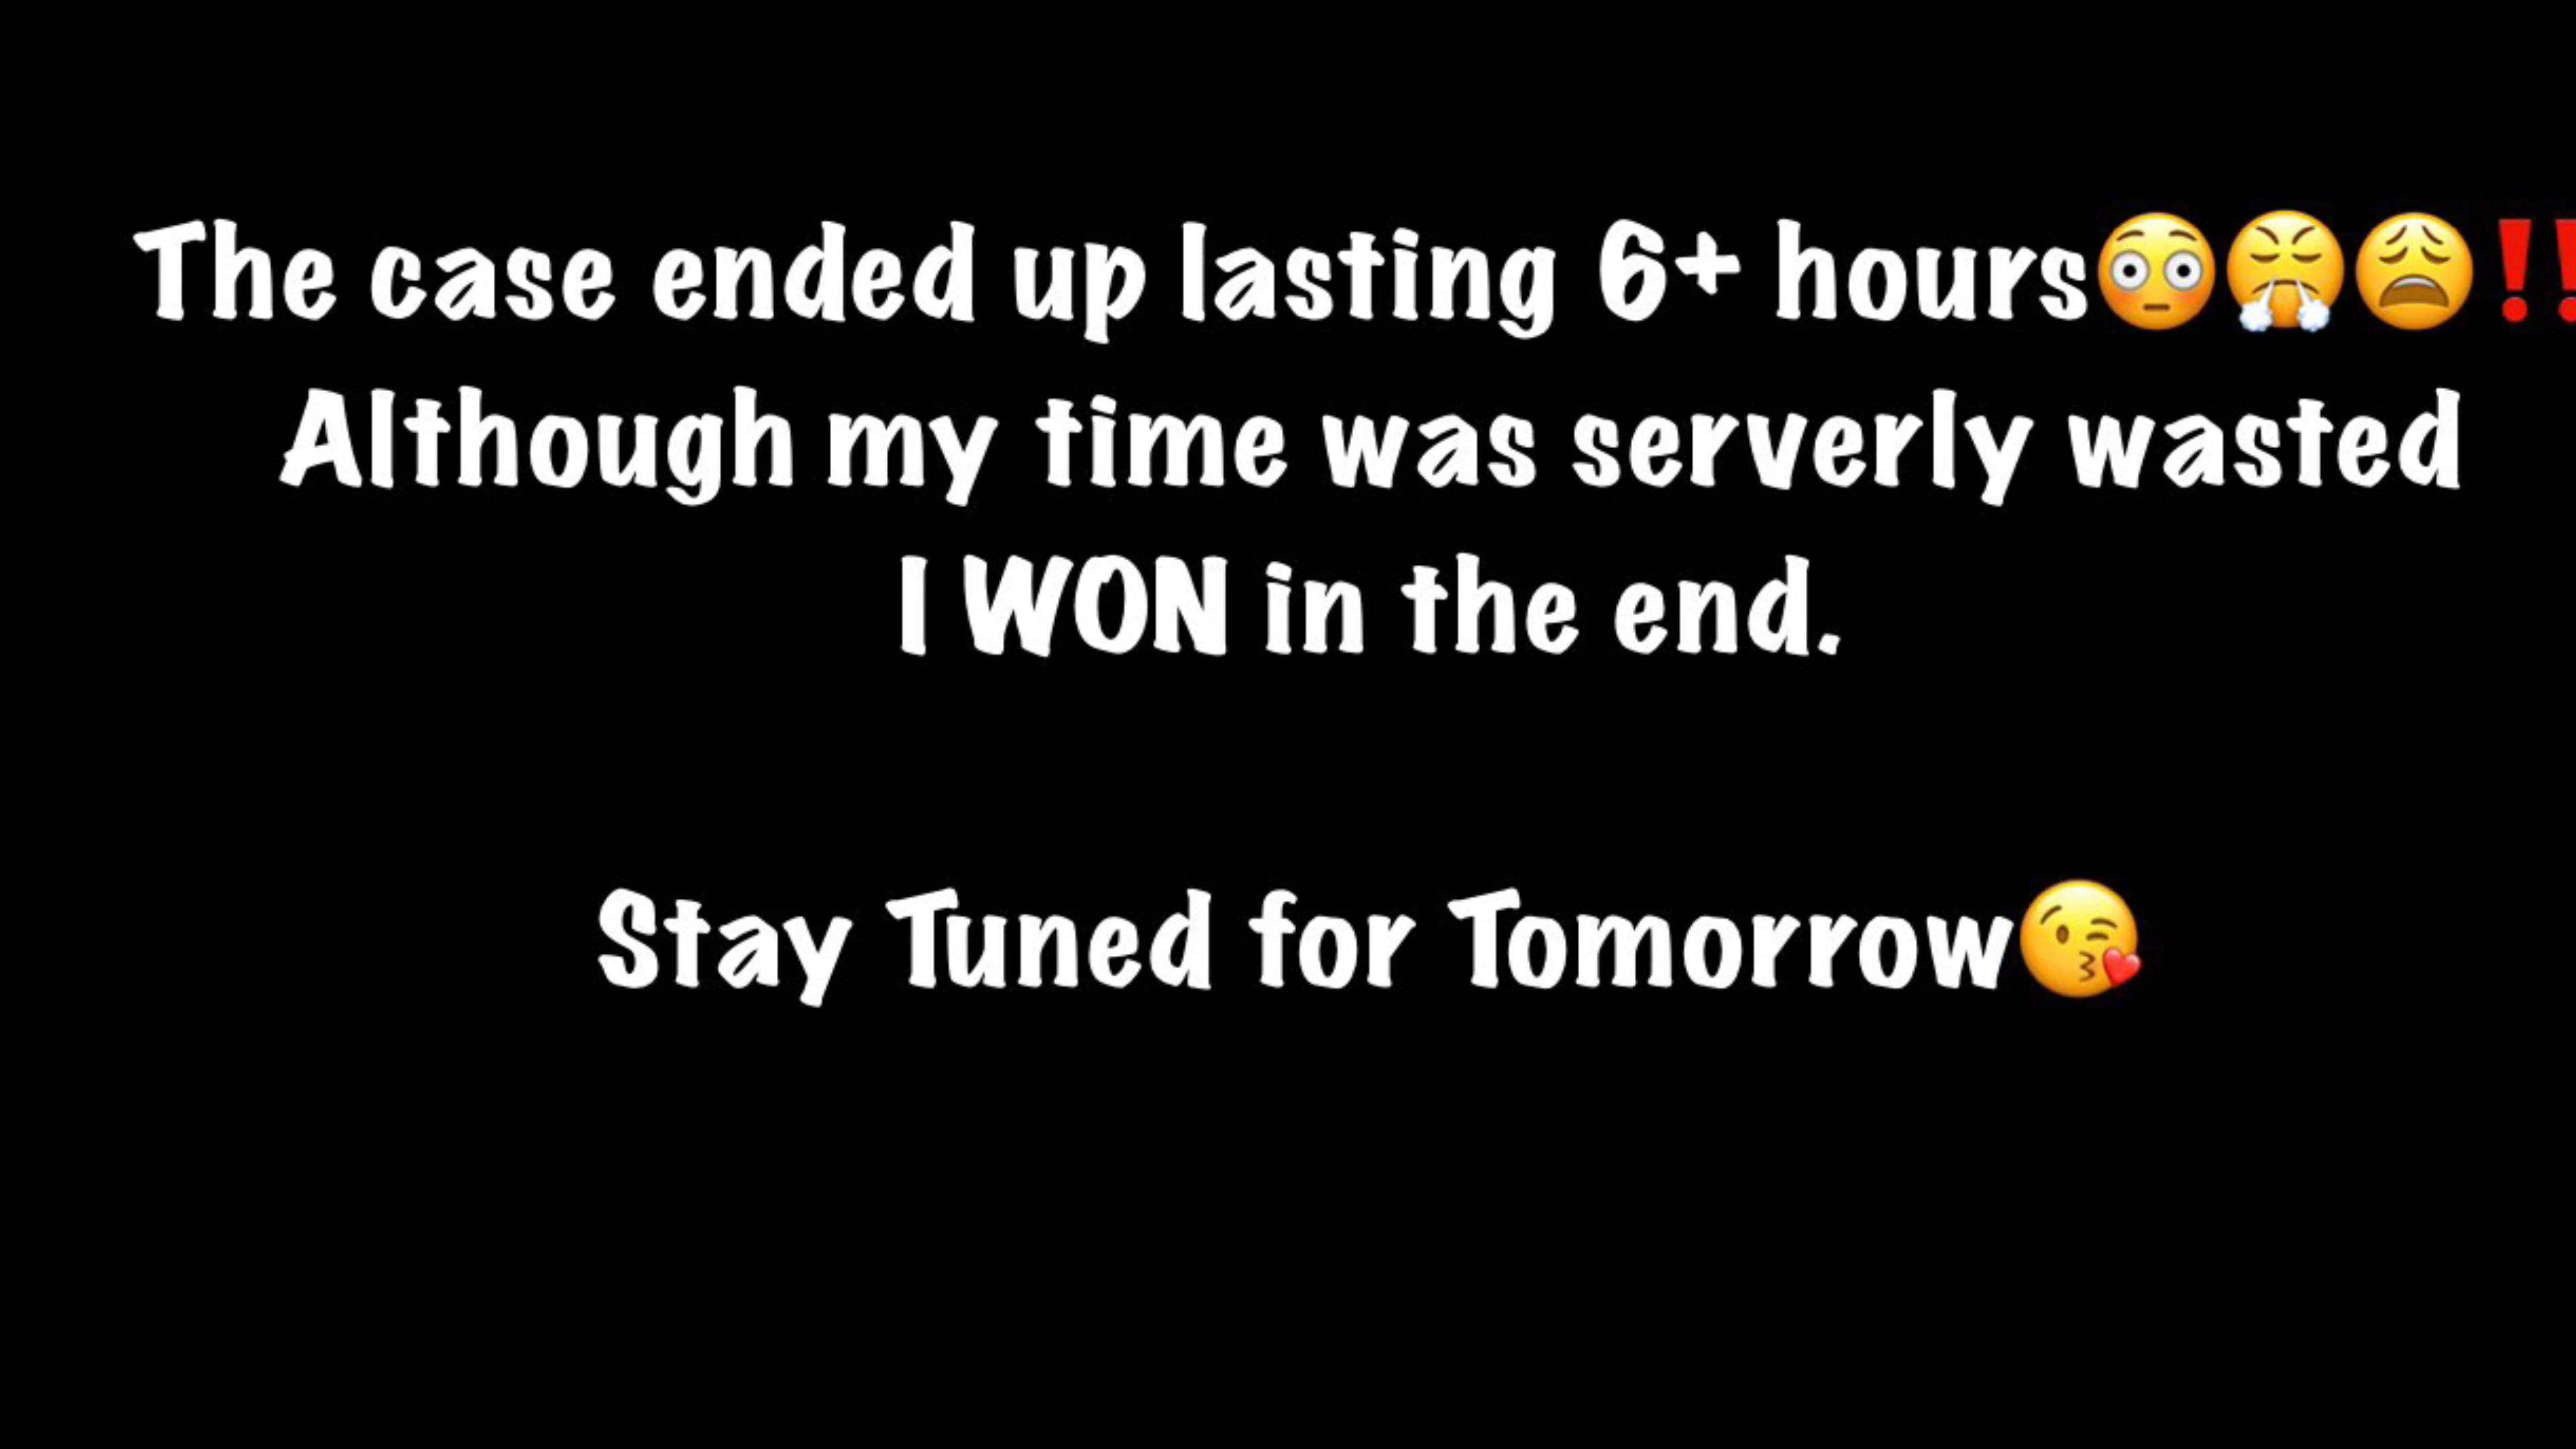 The case ended up lasting 6+ hours😳😤😩‼️
Although my time was serverly wasted
I WON in the end.
Stay Tuned for Tomorrow😘